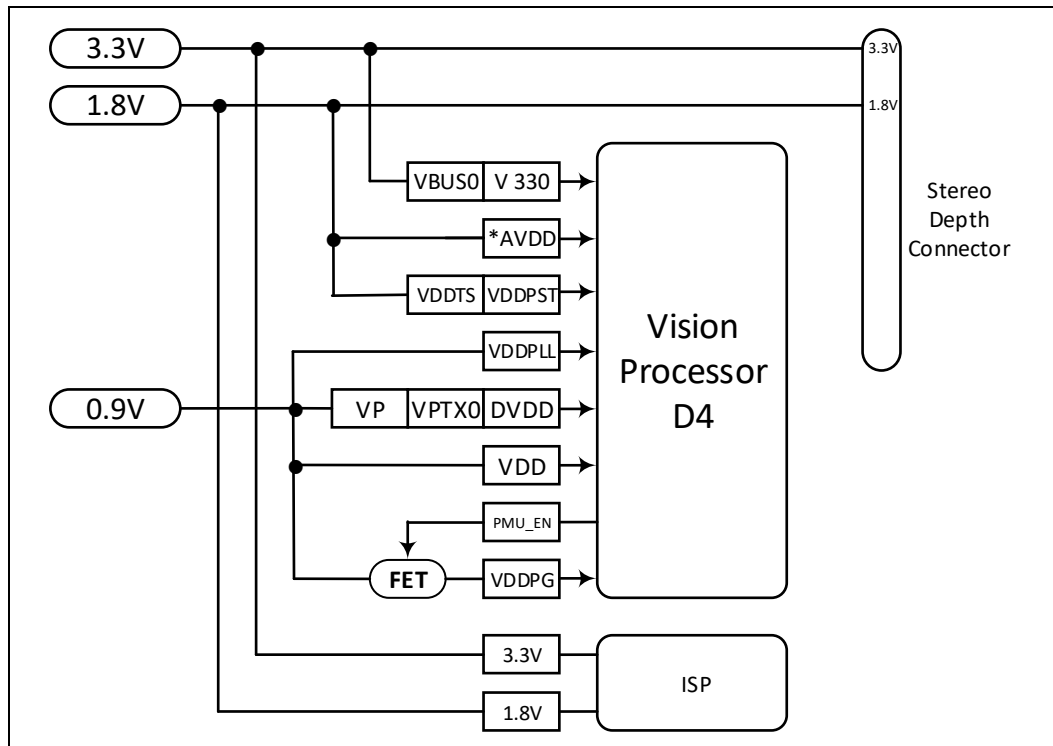 3.3V
3.3V
1.8V
1.8V
VBUS0 V 330
*AVDD
VDDTS VDDPST
VDDPLL
0.9V
VP VPTX0 DVDD
VDD
PMU_EN
FET
VDDPG
Vision
Processor
D4
Stereo
Depth
Connector
3.3V
1.8V
ISP